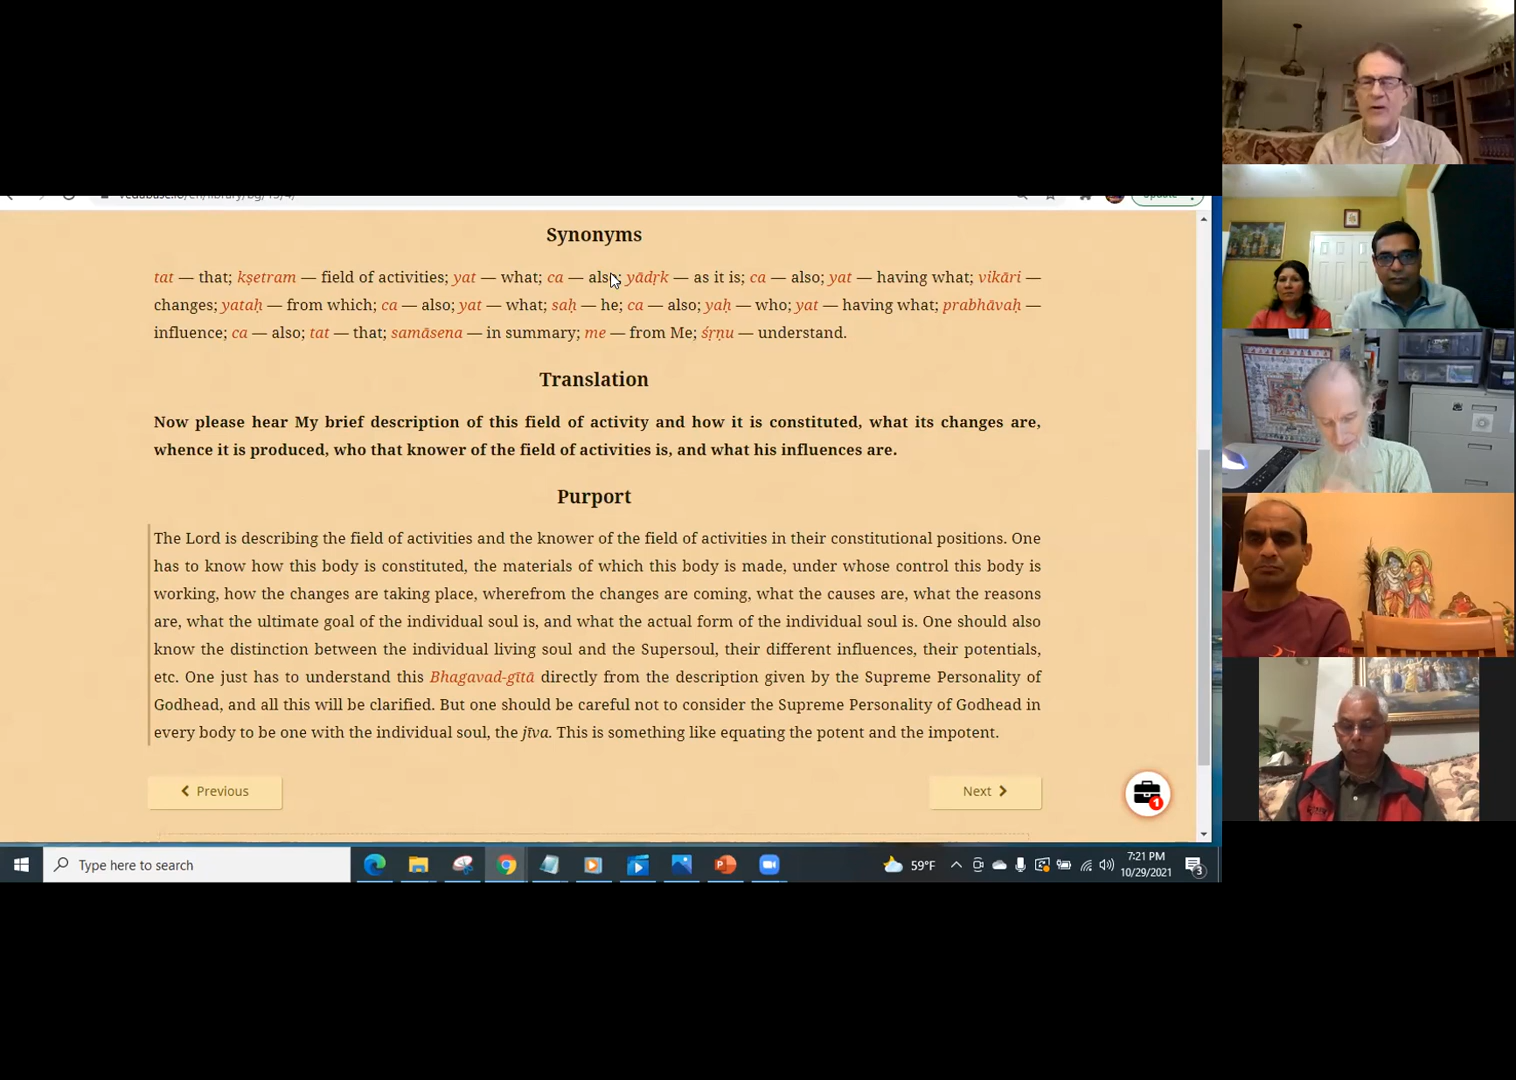 Synonyms
tat — that; kṣetram — field of activities; yat — what; ca — also; yādṛk — as it is; ca — also; yat — having what; vikāri —
changes; yataḥ — from which; ca — also; yat — what; saḥ — he; ca — also; yaḥ — who; yat — having what; prabhāvaḥ —
influence; ca — also; tat — that; samāsena — in summary; me — from Me; śṛṇu — understand.
Translation
Now please hear My brief description of this field of activity and how it is constituted, what its changes are,
whence it is produced, who that knower of the field of activities is, and what his influences are.
Purport
The Lord is describing the field of activities and the knower of the field of activities in their constitutional positions. One
has to know how this body is constituted, the materials of which this body is made, under whose control this body is
working, how the changes are taking place, wherefrom the changes are coming, what the causes are, what the reasons
are, what the ultimate goal of the individual soul is, and what the actual form of the individual soul is. One should also
know the distinction between the individual living soul and the Supersoul, their different influences, their potentials,
etc. One just has to understand this Bhagavad-gītā directly from the description given by the Supreme Personality of
Godhead, and all this will be clarified. But one should be careful not to consider the Supreme Personality of Godhead in
every body to be one with the individual soul, the jīva. This is something like equating the potent and the impotent.
Previous
Next
1
Type here to search
59°F
7:21 PM
10/29/2021
3